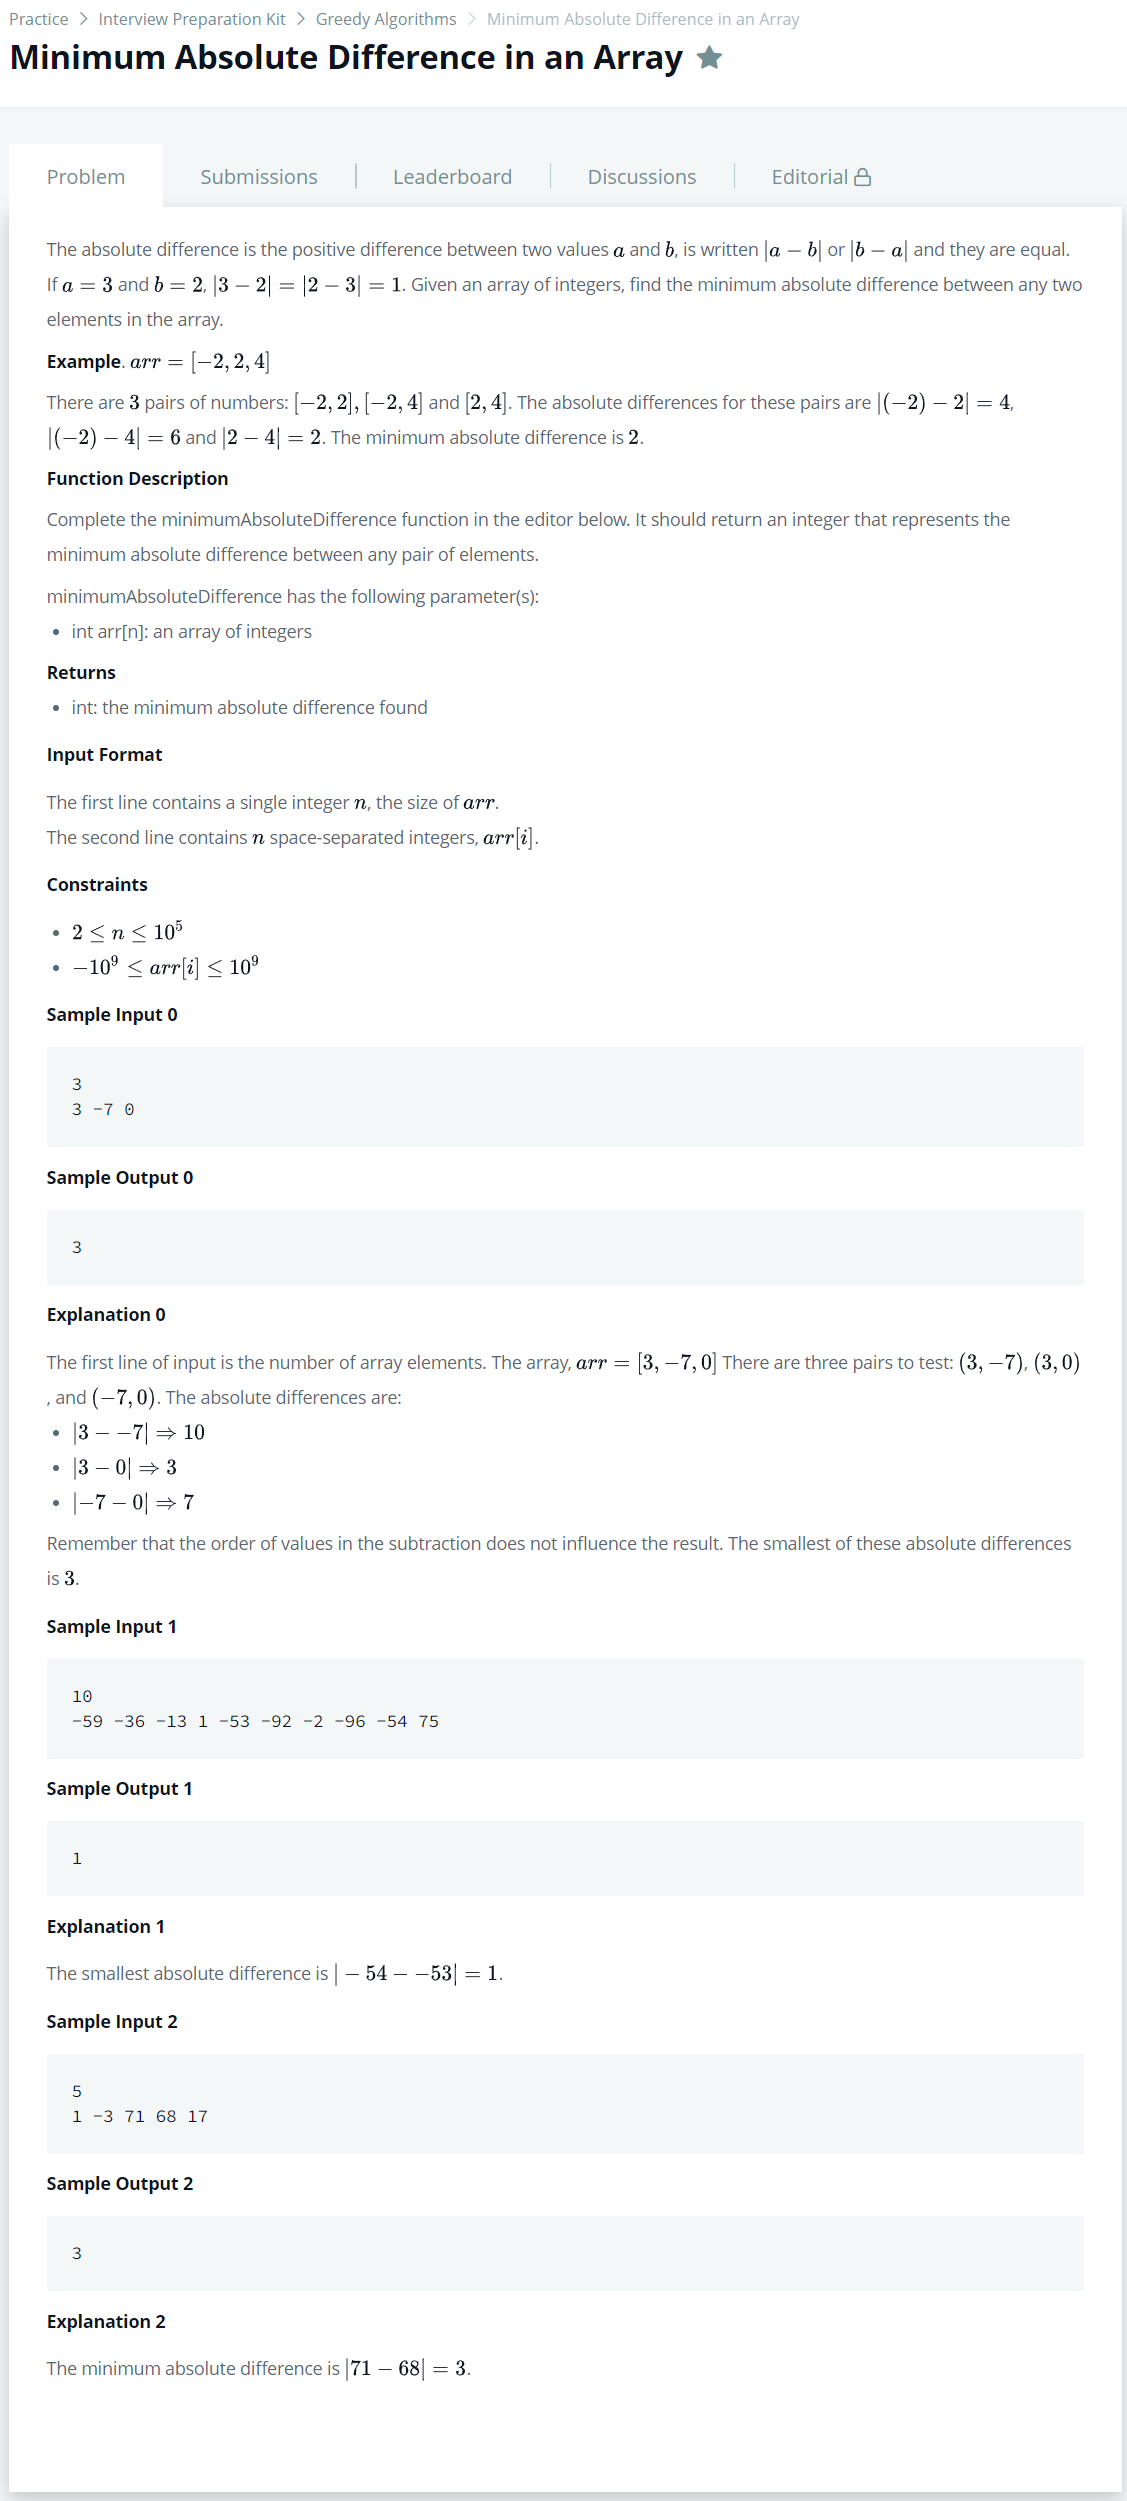 Practice > Interview Preparation Kit > Greedy Algorithms > Minimum Absolute Difference in an Array
Minimum Absolute Difference in an Array ★
Problem Submissions | Leaderboard | Discussions | Editorial
The absolute difference is the positive difference between two values a and b, is written |a − b| or |b − a| and they are equal.
If a = 3 and b = 2, |3 − 2| = |2 − 3| = 1. Given an array of integers, find the minimum absolute difference between any two
elements in the array.
Example. arr = [−2, 2, 4]
There are 3 pairs of numbers: [−2, 2], [−2, 4] and [2, 4]. The absolute differences for these pairs are |(−2) − 2| = 4,
|(−2) − 4| = 6 and |2 − 4| = 2. The minimum absolute difference is 2.
Function Description
Complete the minimumAbsoluteDifference function in the editor below. It should return an integer that represents the
minimum absolute difference between any pair of elements.
minimumAbsoluteDifference has the following parameter(s):
• int arr[n]: an array of integers
Returns
• int: the minimum absolute difference found
Input Format
The first line contains a single integer n, the size of arr.
The second line contains n space-separated integers, arr[i].
Constraints
• 2 ≤ n ≤ 10⁵
• −10⁹ ≤ arr[i] ≤ 10⁹
Sample Input 0
3
3 -7 0
Sample Output 0
3
Explanation 0
The first line of input is the number of array elements. The array, arr = [3, −7, 0] There are three pairs to test: (3, −7), (3, 0)
, and (−7, 0). The absolute differences are:
• |3 − −7| ⇒ 10
• |3 − 0| ⇒ 3
• |−7 − 0| ⇒ 7
Remember that the order of values in the subtraction does not influence the result. The smallest of these absolute differences
is 3.
Sample Input 1
10
-59 -36 -13 1 -53 -92 -2 -96 -54 75
Sample Output 1
1
Explanation 1
The smallest absolute difference is | − 54 − −53| = 1.
Sample Input 2
5
1 -3 71 68 17
Sample Output 2
3
Explanation 2
The minimum absolute difference is |71 − 68| = 3.